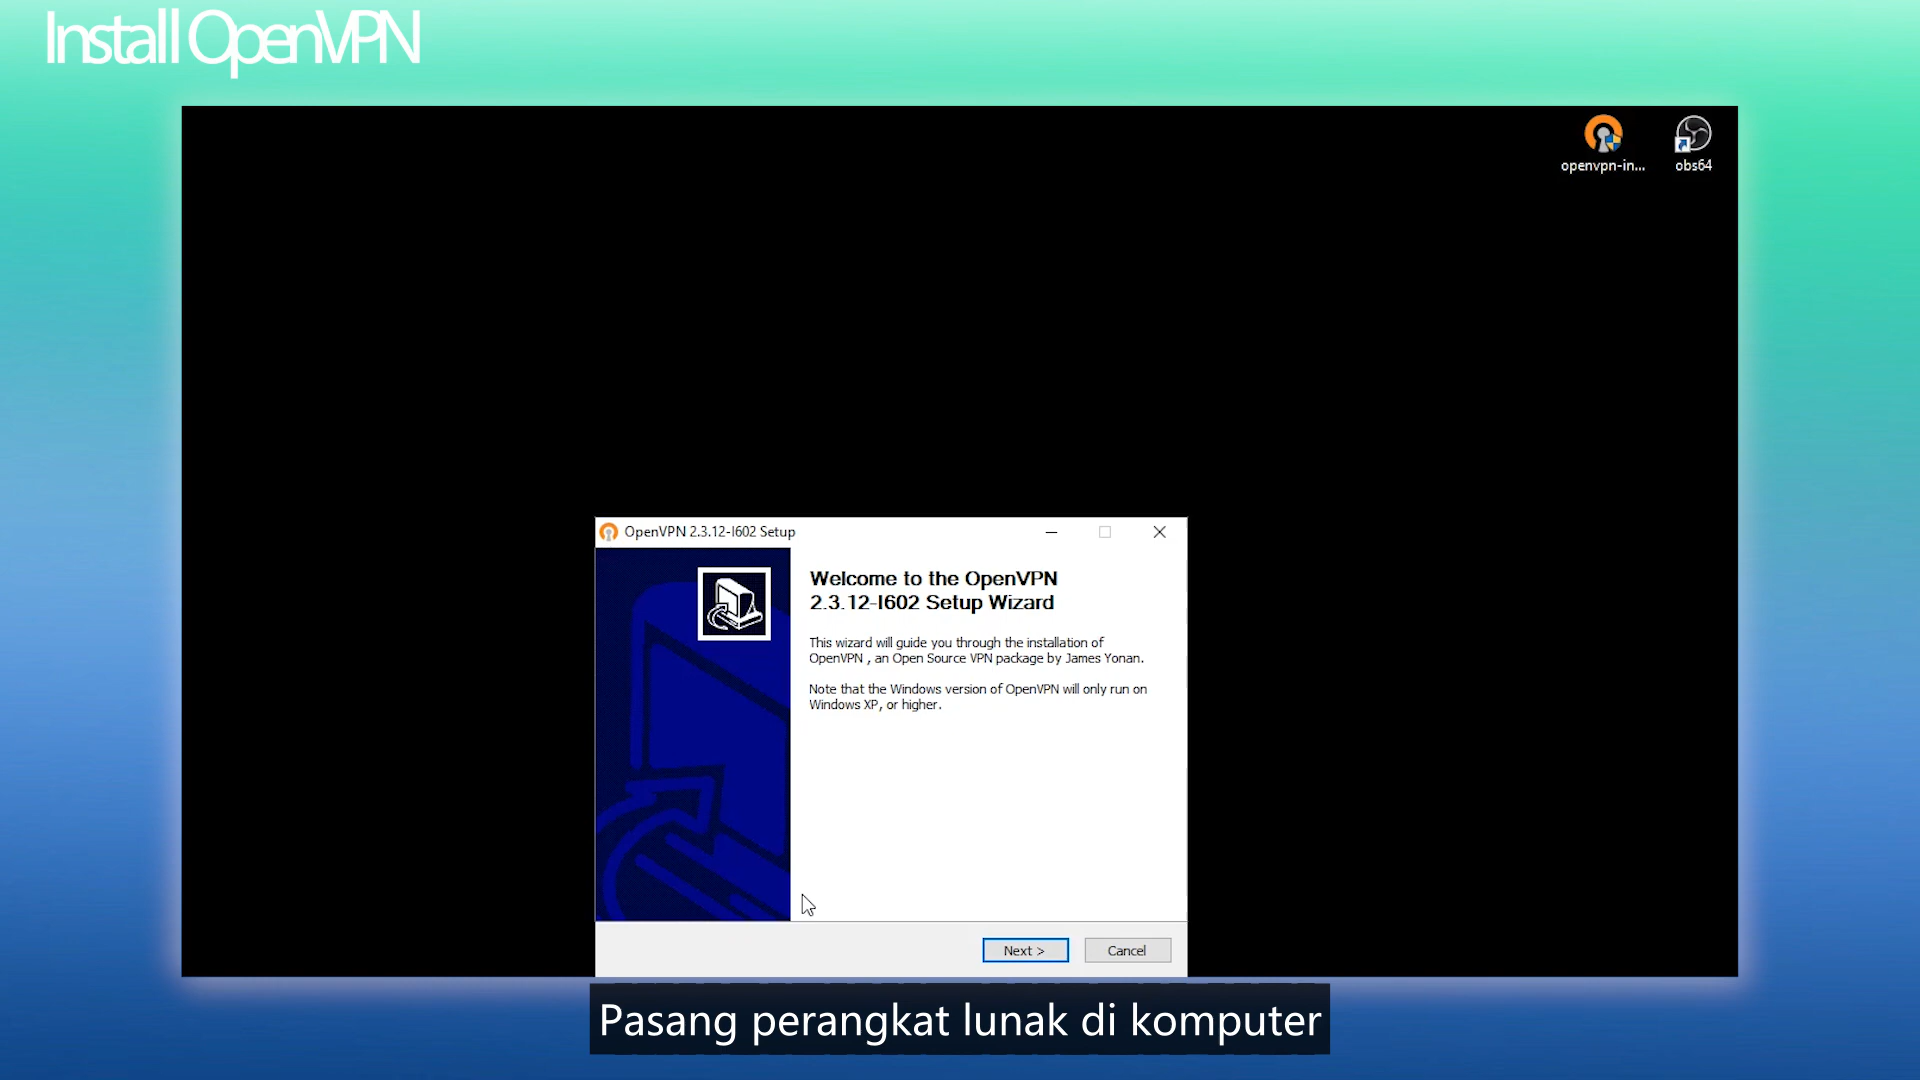 Install OpenVPN
openvpn-in...
obs64
OpenVPN 2.3.12-I602 Setup
Welcome to the OpenVPN
2.3.12-I602 Setup Wizard
This wizard will guide you through the installation of
OpenVPN , an Open Source VPN package by James Yonan.
Note that the Windows version of OpenVPN will only run on
Windows XP, or higher.
Next >
Cancel
Pasang perangkat lunak di komputer